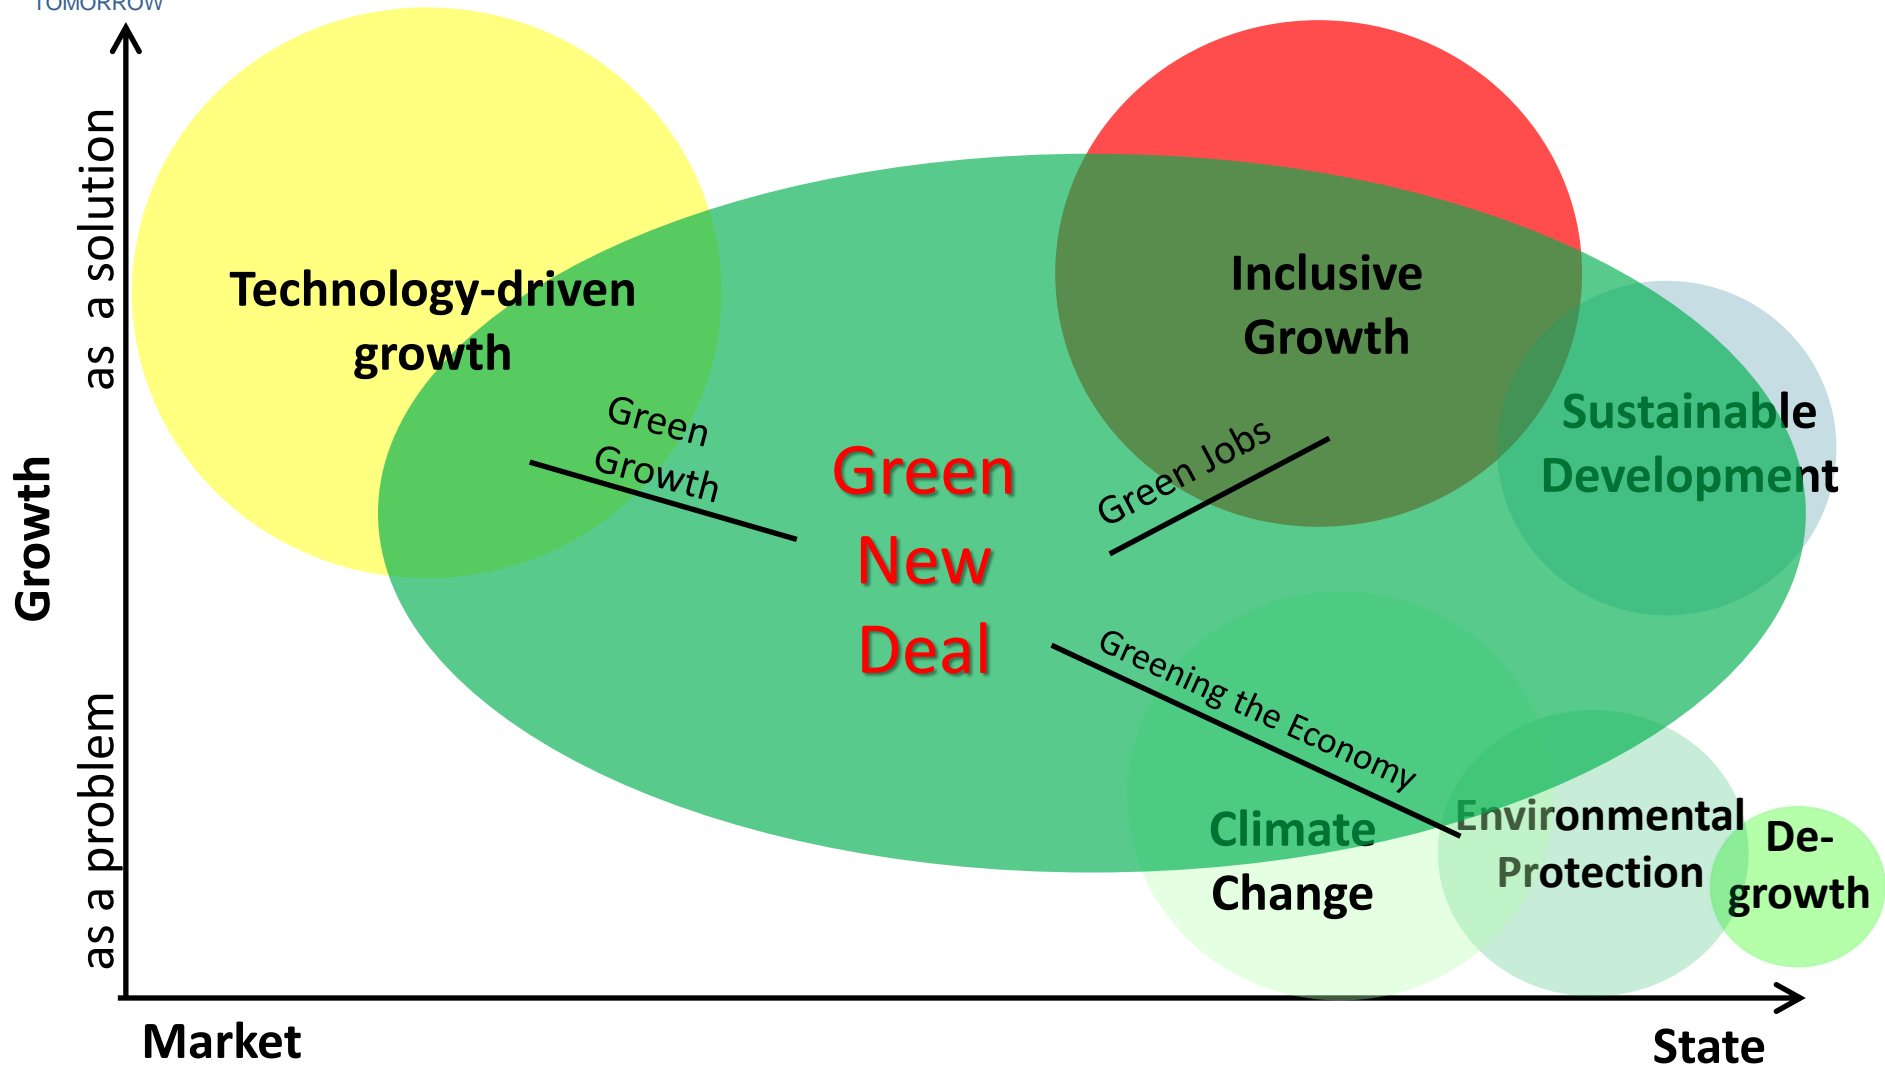 TOMORROW
Growth
as a solution
as a problem
Technology-driven
growth
Inclusive
Growth
Sustainable
Development
Green
Growth
Green
New
Deal
Green Jobs
Greening the Economy
Climate
Change
Environmental
Protection
De-
growth
Market
State